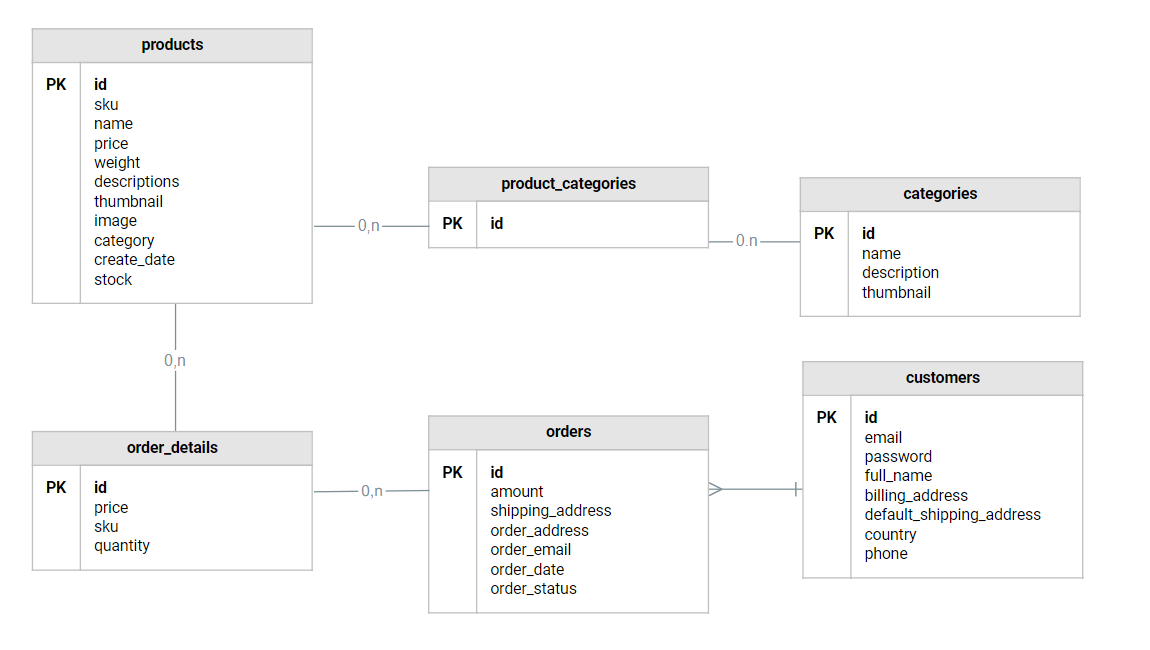 products
PK id
sku
name
price
weight
descriptions
thumbnail
image
category
create_date
stock
0,n
product_categories
PK id
0.n
categories
PK id
name
description
thumbnail
0,n
order_details
PK id
price
sku
quantity
0,n
orders
PK id
amount
shipping_address
order_address
order_email
order_date
order_status
customers
PK id
email
password
full_name
billing_address
default_shipping_address
country
phone